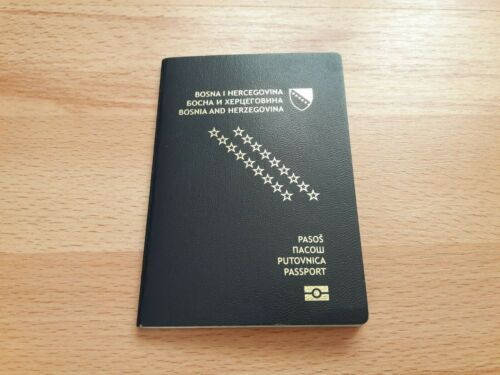 BOSNA I HERCEGOVINA
БОСНА И ХЕРЦЕГОВИНА
BOSNIA AND HERZEGOVINA
PASOŠ
ПАСОШ
PUTOVNICA
PASSPORT